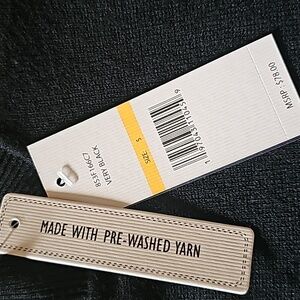 MSRP: $78.00
SIZE: S
VERY BLACK
MADE WITH PRE-WASHED YARN